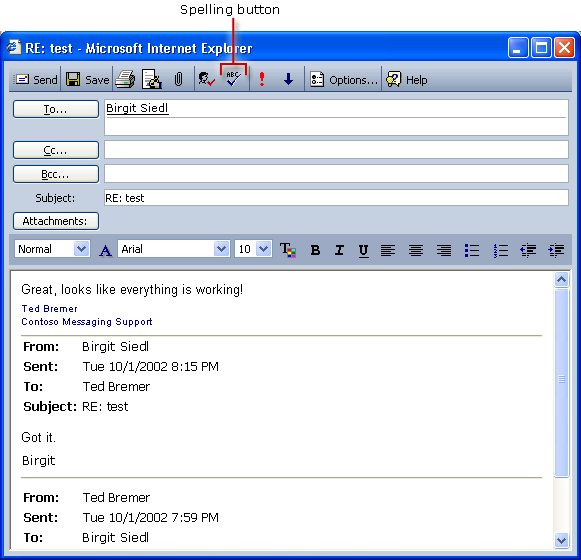 Spelling button
RE: test - Microsoft Internet Explorer
Send Save ABC Options... Help
To... Birgit Siedl
Cc...
Bcc...
Subject: RE: test
Attachments:
Normal A Arial 10 T B I U
Great, looks like everything is working!
Ted Bremer
Contoso Messaging Support
From: Birgit Siedl
Sent: Tue 10/1/2002 8:15 PM
To: Ted Bremer
Subject: RE: test
Got it.
Birgit
From: Ted Bremer
Sent: Tue 10/1/2002 7:59 PM
To: Birgit Siedl